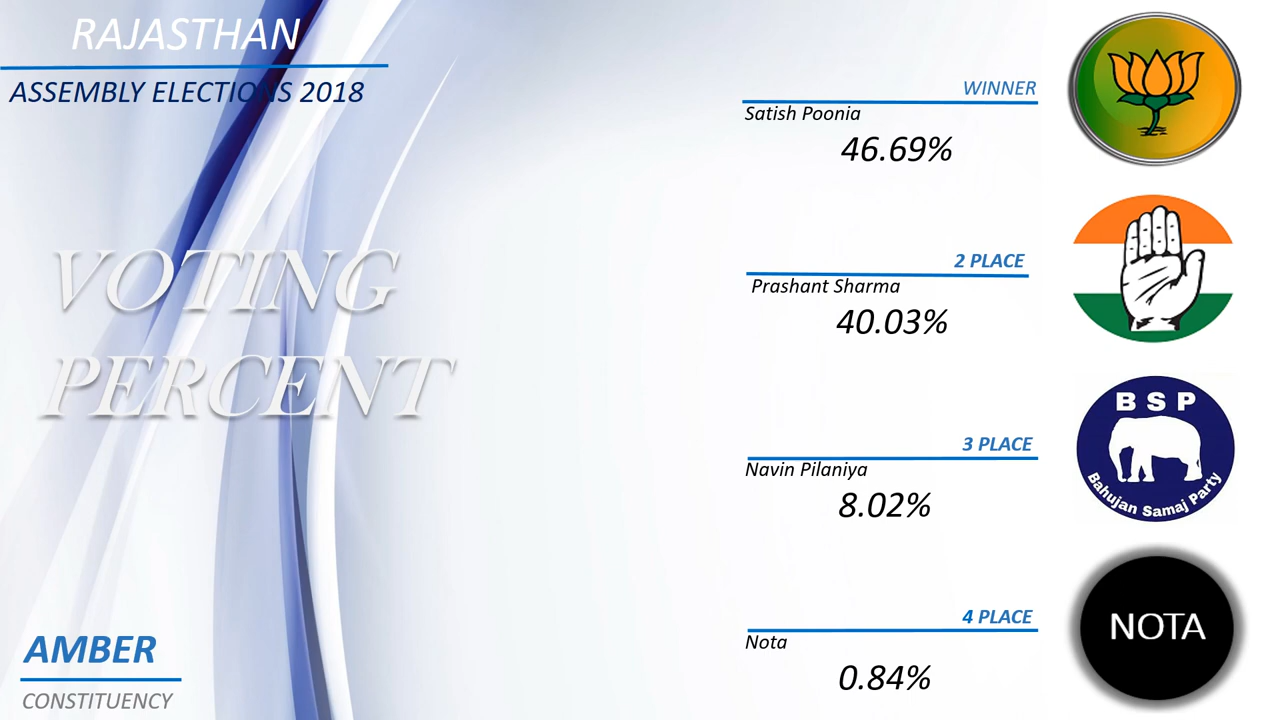 RAJASTHAN
ASSEMBLY ELECTIONS 2018
VOTING
PERCENT
AMBER
CONSTITUENCY
WINNER
Satish Poonia
46.69%
2 PLACE
Prashant Sharma
40.03%
3 PLACE
Navin Pilaniya
8.02%
BSP
Bahujan Samaj Party
4 PLACE
Nota
0.84%
NOTA